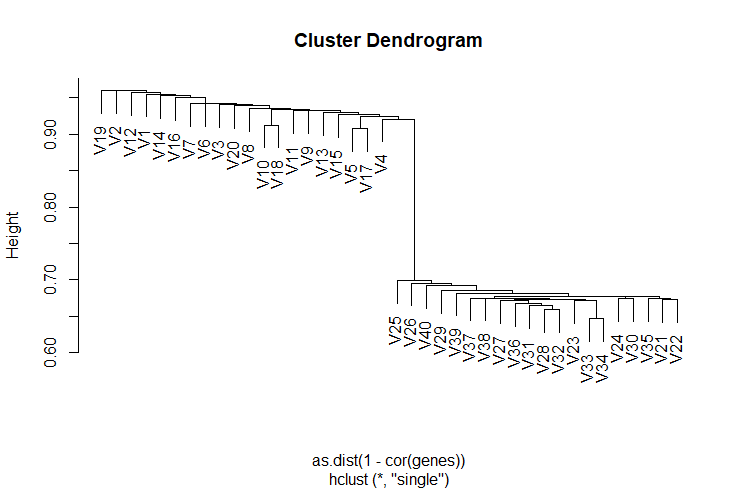 Cluster Dendrogram
Height
0.90
0.80
0.70
0.60
V19
V2
V12
V1
V14
V16
V7
V6
V3
V20
V8
V10
V18
V11
V9
V13
V15
V5
V17
V4
V25
V26
V40
V29
V39
V37
V38
V27
V36
V31
V28
V32
V23
V33
V34
V24
V30
V35
V21
V22
as.dist(1 - cor(genes))
hclust (*, "single")